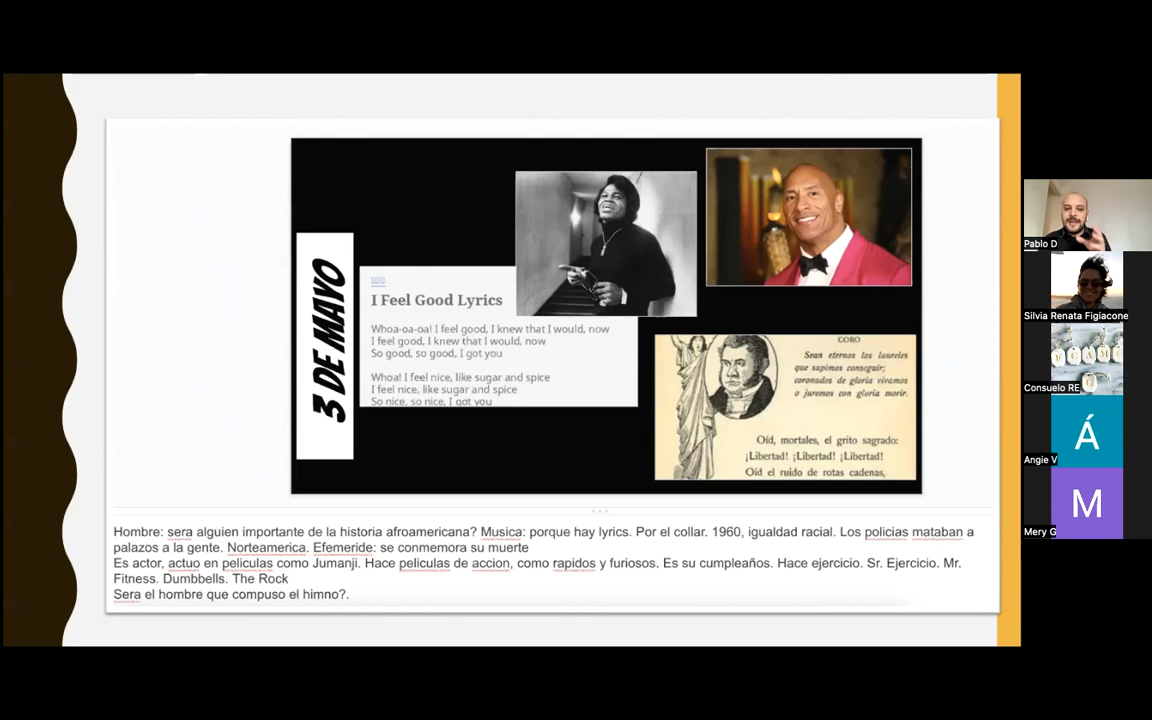 3 DE MAYO
I Feel Good Lyrics
Whoa-oa-oa! I feel good, I knew that I would, now
I feel good, I knew that I would, now
So good, so good, I got you
Whoa! I feel nice, like sugar and spice
I feel nice, like sugar and spice
So nice, so nice, I got you
CORO
Sean eternos los laureles
que supimos conseguir;
coronados de gloria vivamos
o juremos con gloria morir.
Oíd, mortales, el grito sagrado:
¡Libertad! ¡Libertad! ¡Libertad!
Oíd el ruido de rotas cadenas,
Hombre: sera alguien importante de la historia afroamericana? Musica: porque hay lyrics. Por el collar. 1960, igualdad racial. Los policias mataban a
palazos a la gente. Norteamerica. Efemeride: se conmemora su muerte
Es actor, actuo en peliculas como Jumanji. Hace peliculas de accion, como rapidos y furiosos. Es su cumpleaños. Hace ejercicio. Sr. Ejercicio. Mr.
Fitness. Dumbbells. The Rock
Sera el hombre que compuso el himno?.
Pablo D
Silvia Renata Figiacone
Consuelo RE
Á
Angie V
M
Mery G